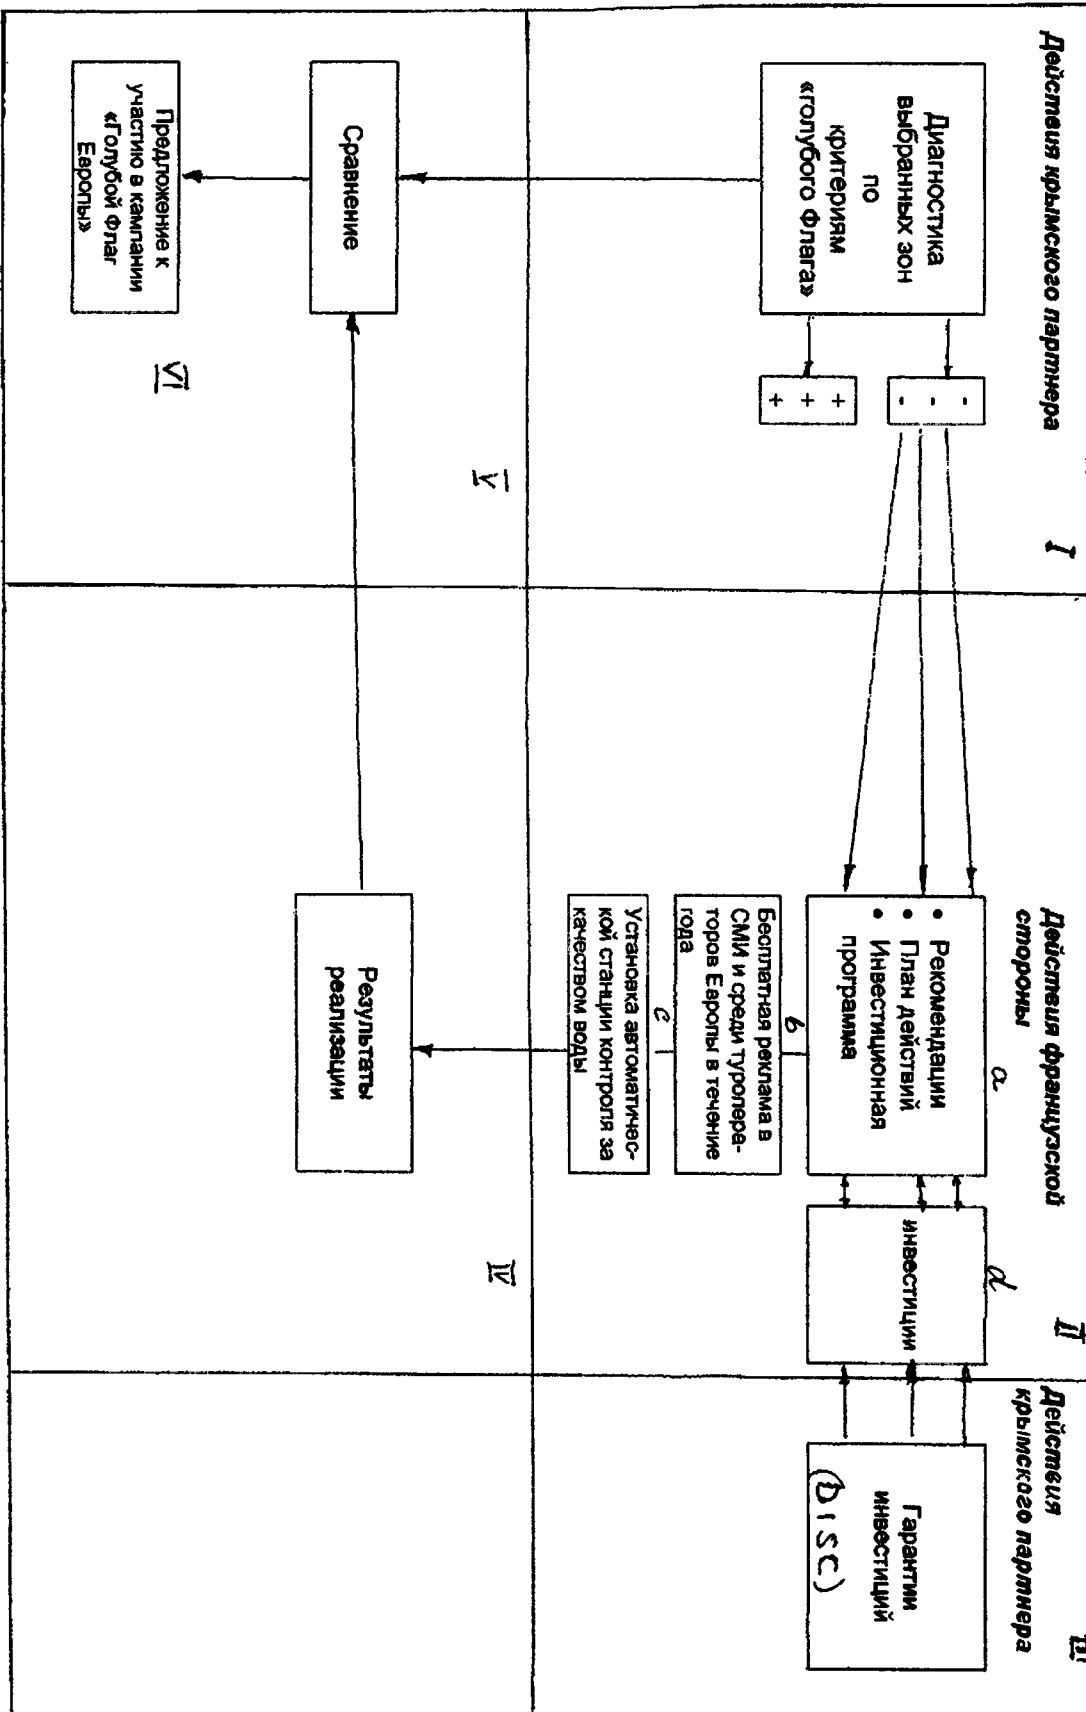 Действия крымского партнера
I
Диагностика
выбранных зон
по
критериям
«голубого Флага»
- - -
+ + +
Действия французской
стороны
II
a
• Рекомендации
• План действий
• Инвестиционная
программа
d
инвестиции
Действия
крымского партнера
III
Гарантии
инвестиций
(DISC)
b
Бесплатная реклама в
СМИ и среди туропера-
торов Европы в течение
года
c
Установка автоматичес-
кой станции контроля за
качеством воды
IV
Результаты
реализации
V
Сравнение
VI
Предложение к
участию в кампании
«Голубой Флаг
Европы»